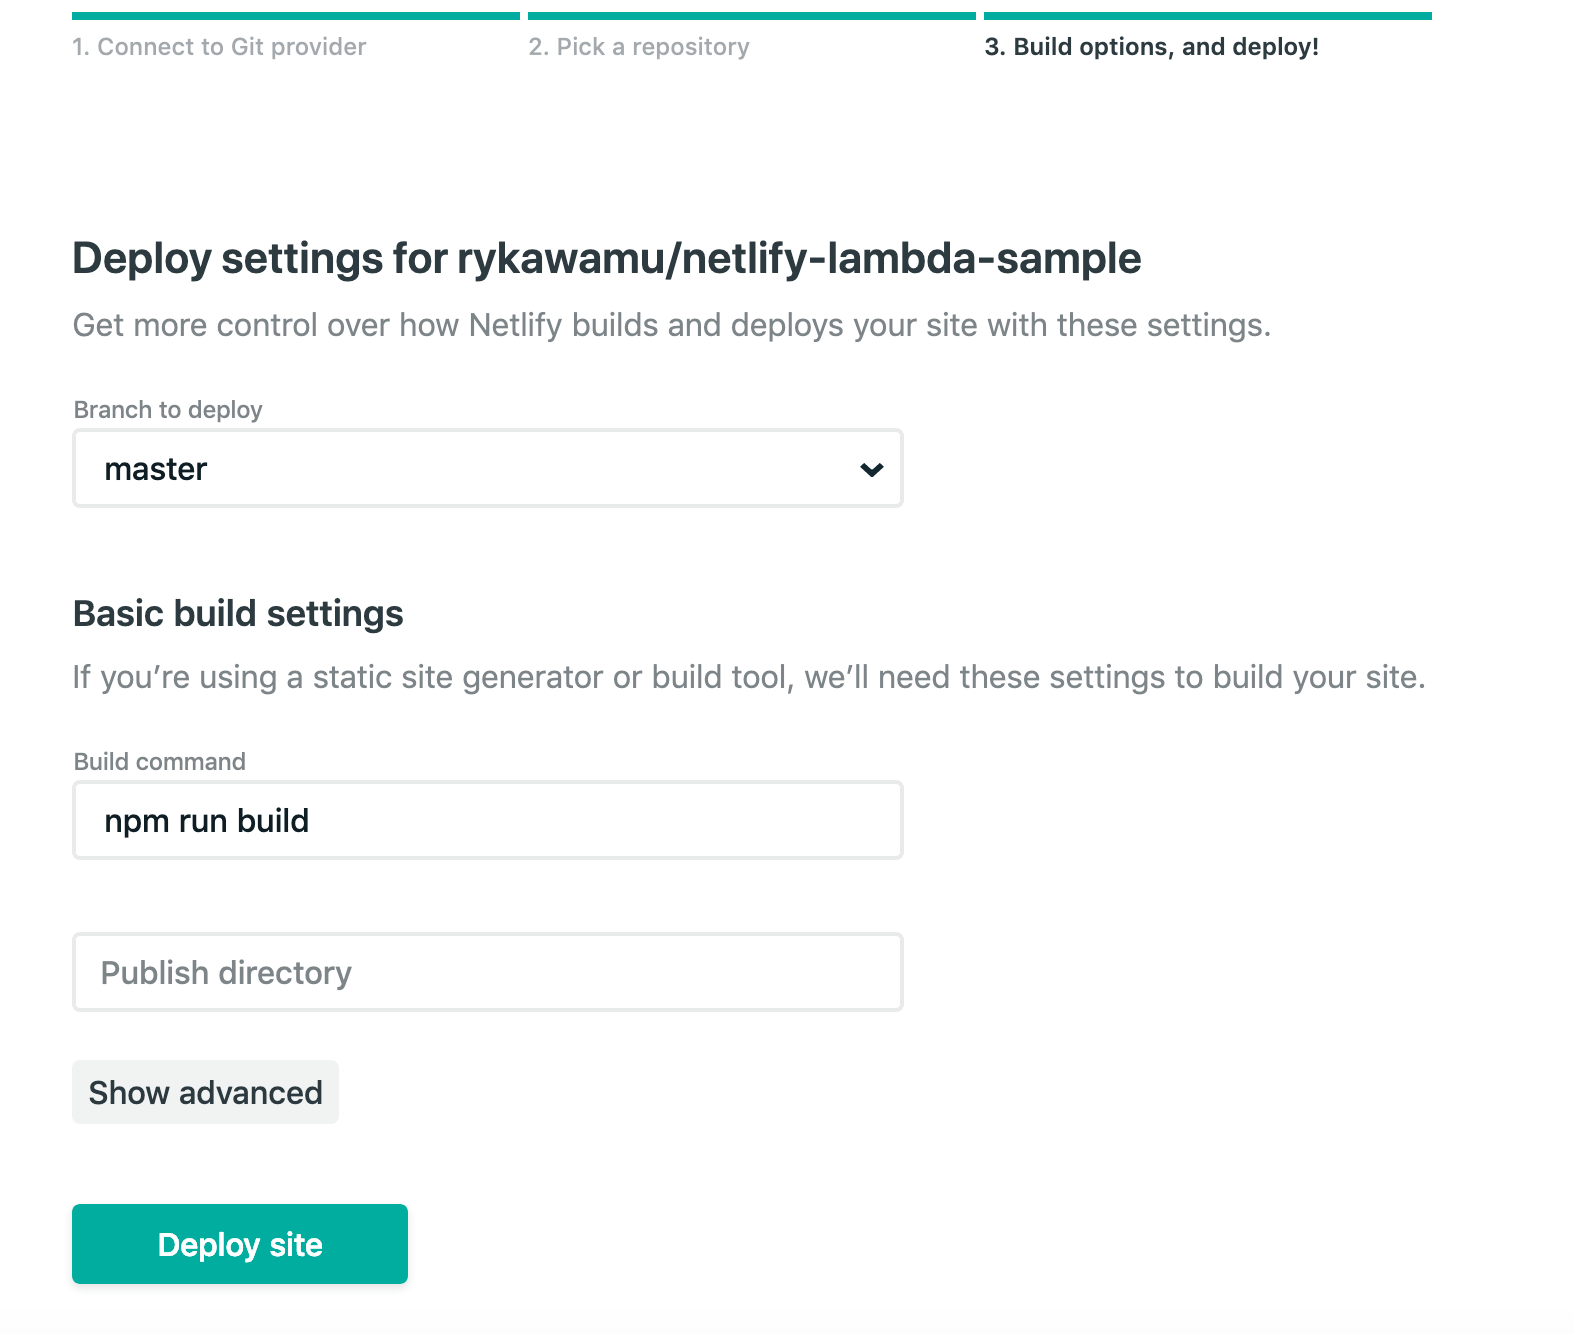 1. Connect to Git provider
2. Pick a repository
3. Build options, and deploy!
Deploy settings for rykawamu/netlify-lambda-sample
Get more control over how Netlify builds and deploys your site with these settings.
Branch to deploy
master
Basic build settings
If you’re using a static site generator or build tool, we’ll need these settings to build your site.
Build command
npm run build
Publish directory
Show advanced
Deploy site